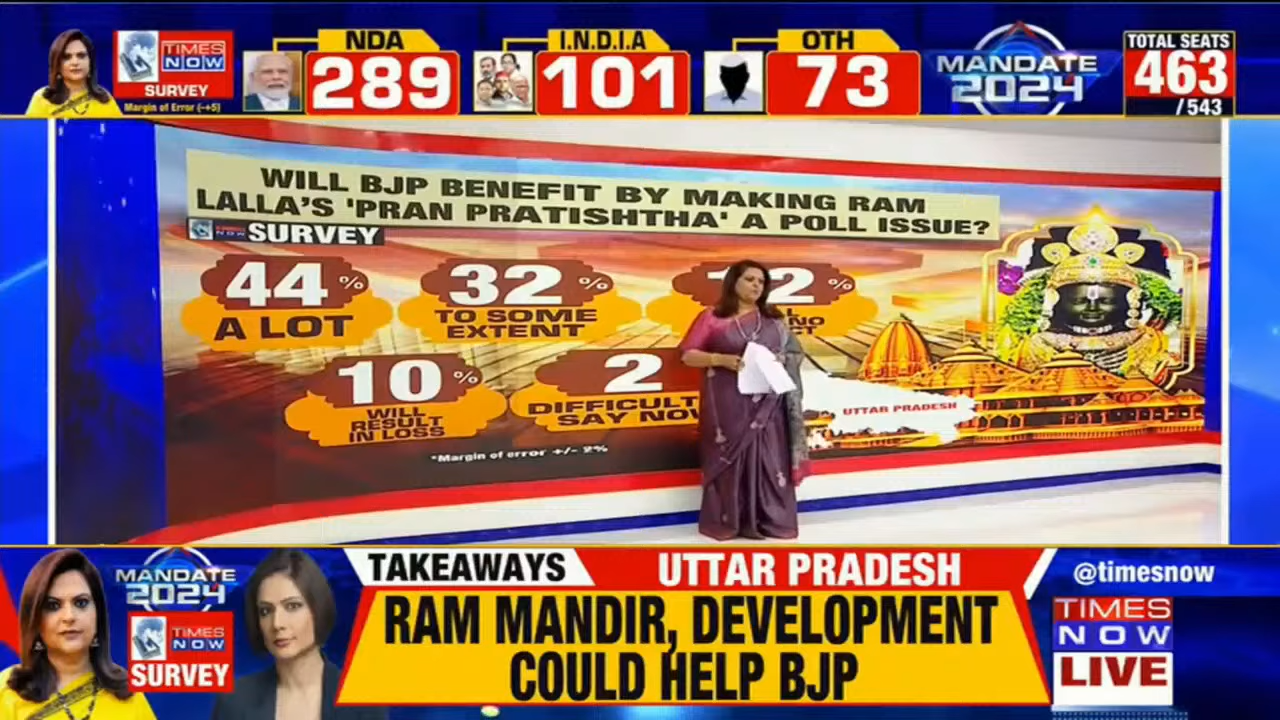 TIMES
NOW
SURVEY
Margin of Error (-+5)
NDA
289
I.N.D.I.A
101
OTH
73
MANDATE
2024
TOTAL SEATS
463
/543
WILL BJP BENEFIT BY MAKING RAM
LALLA'S 'PRAN PRATISHTHA' A POLL ISSUE?
SURVEY
44%
A LOT
32%
TO SOME
EXTENT
2%
NO
10%
WILL
RESULT
IN LOSS
2
DIFFICULT
SAY NOW
*Margin of error +/- 2%
UTTAR PRADESH
MANDATE
2024
TIMES
NOW
SURVEY
TAKEAWAYS
UTTAR PRADESH
RAM MANDIR, DEVELOPMENT
COULD HELP BJP
@timesnow
TIMES
NOW
LIVE